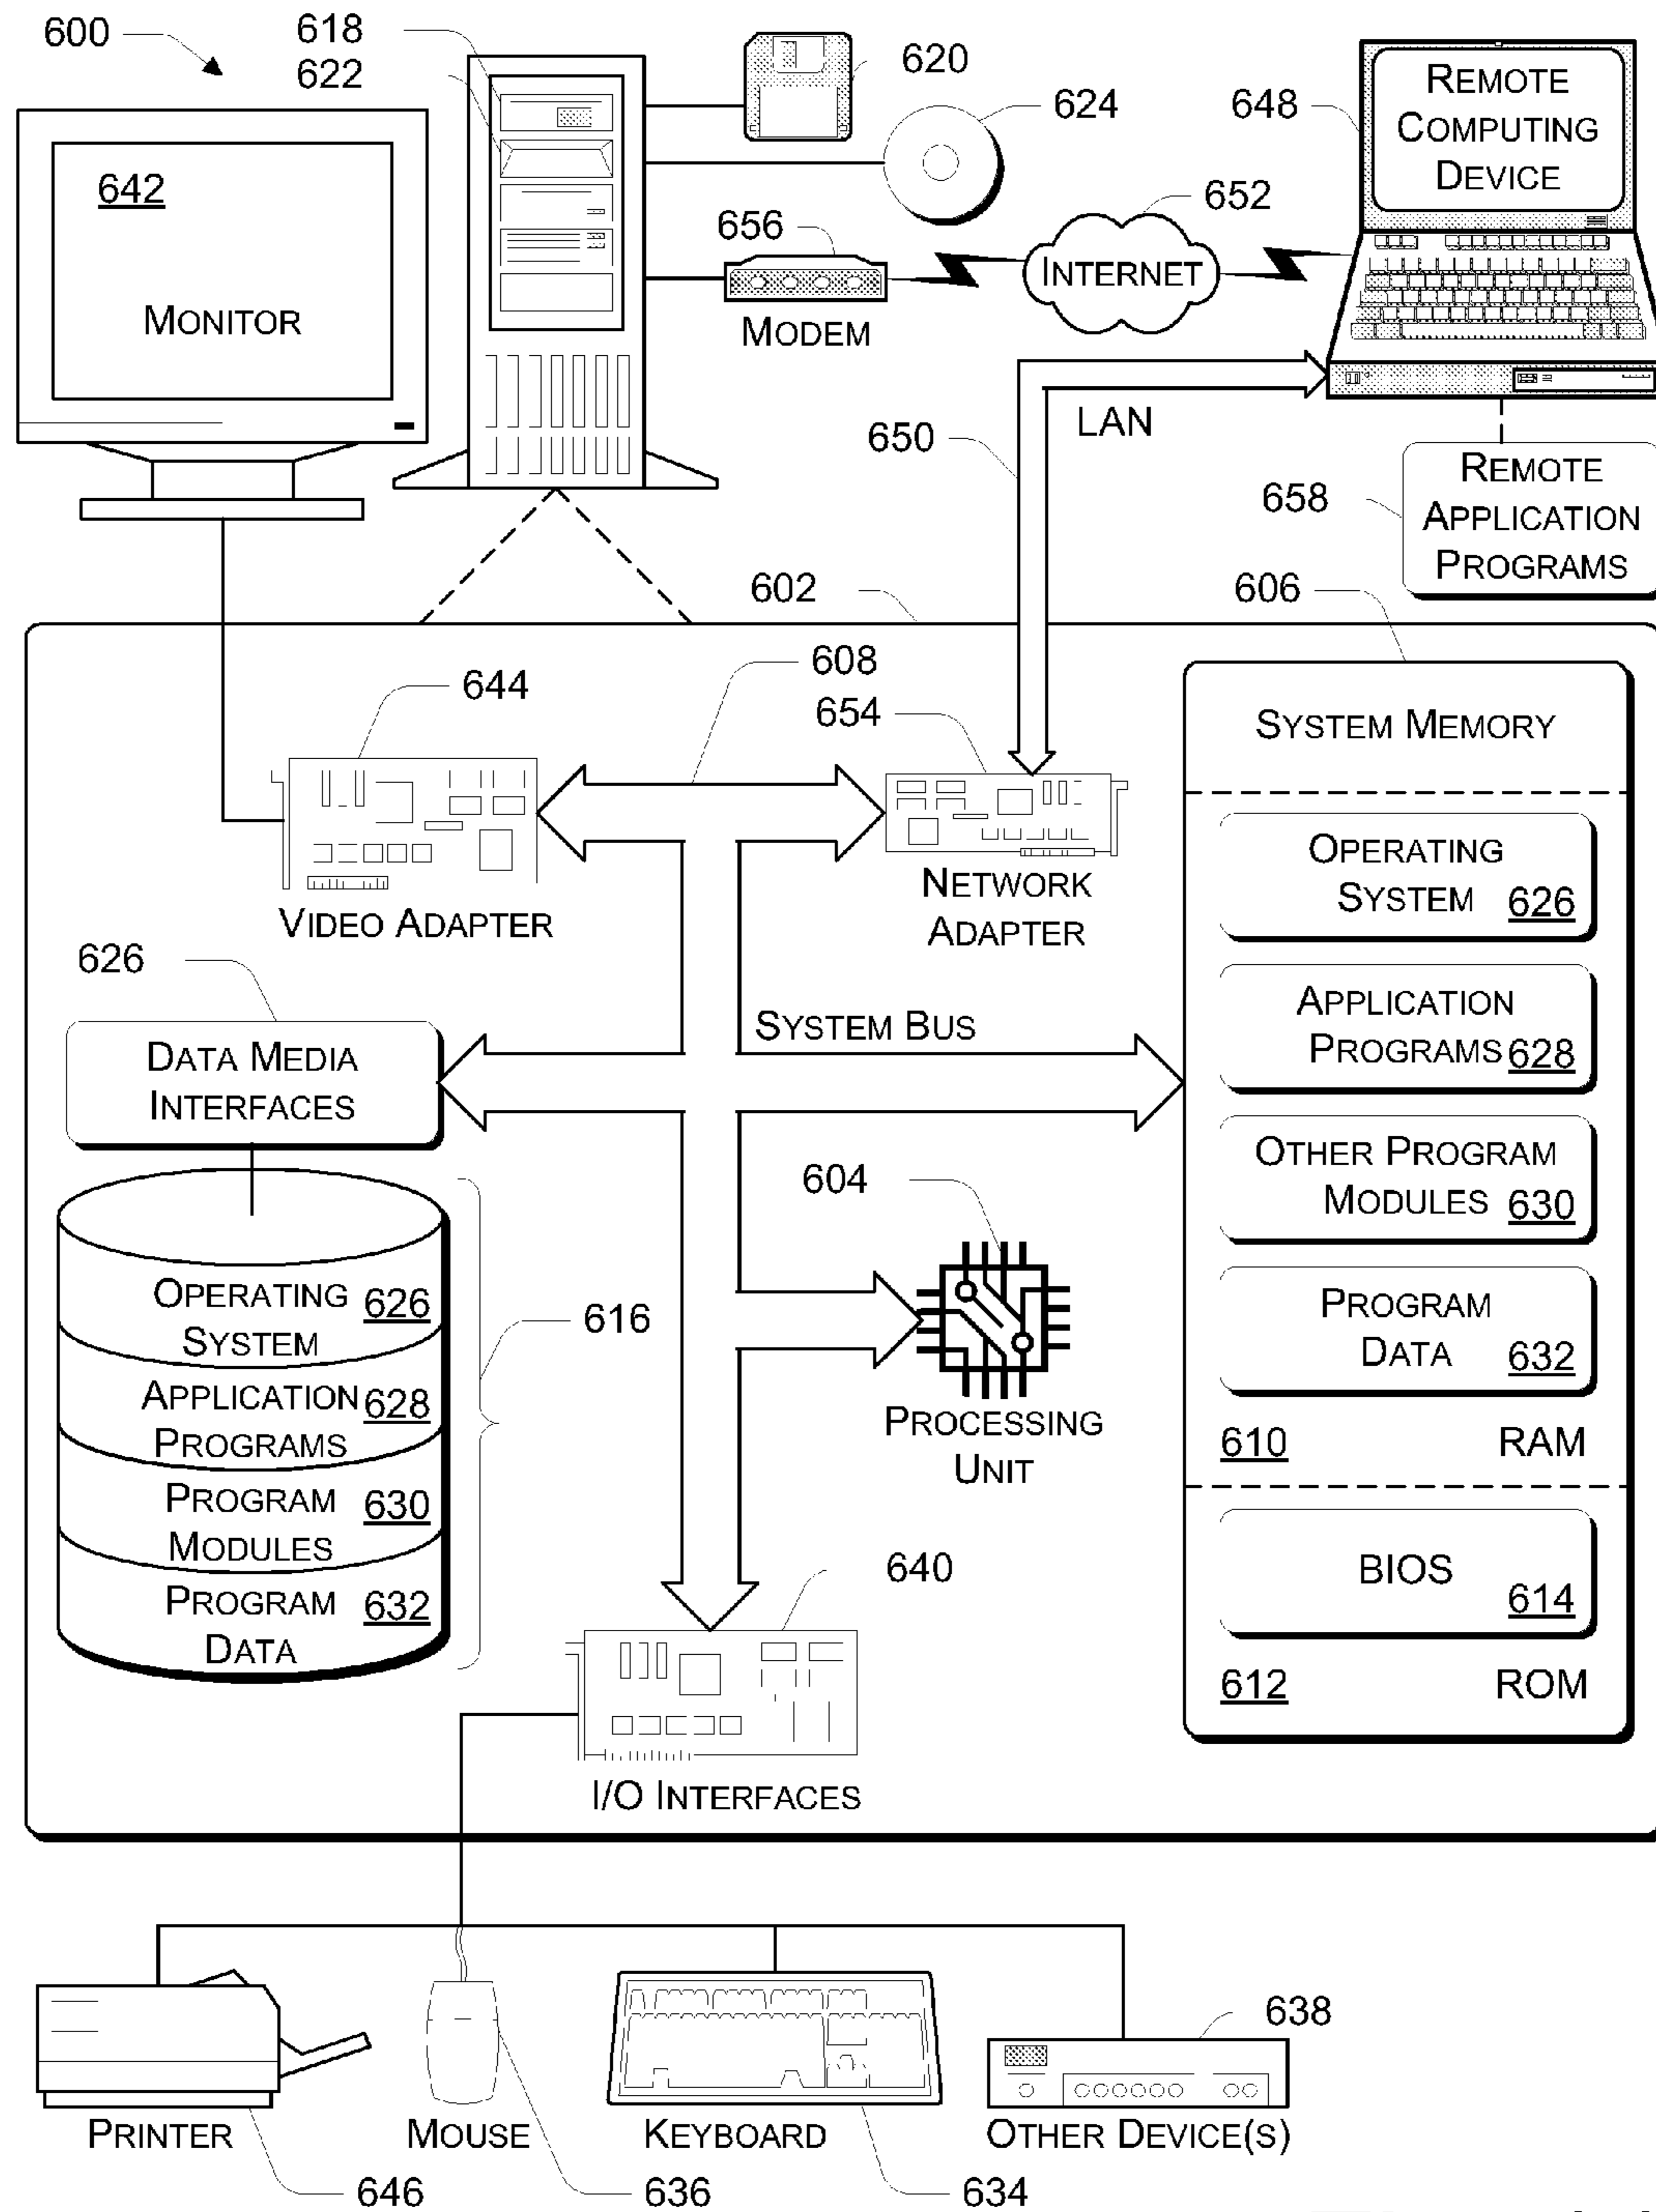 600
618
622
620
624
648
REMOTE
COMPUTING
DEVICE
642
MONITOR
656
MODEM
652
INTERNET
650
LAN
658
REMOTE
APPLICATION
PROGRAMS
602
606
608
644
654
VIDEO ADAPTER
NETWORK
ADAPTER
626
DATA MEDIA
INTERFACES
SYSTEM BUS
SYSTEM MEMORY
OPERATING
SYSTEM 626
APPLICATION
PROGRAMS 628
OTHER PROGRAM
MODULES 630
PROGRAM
DATA 632
610 RAM
BIOS
614
612 ROM
604
PROCESSING
UNIT
OPERATING 626
SYSTEM
APPLICATION 628
PROGRAMS
PROGRAM 630
MODULES
PROGRAM 632
DATA
616
640
I/O INTERFACES
638
PRINTER
MOUSE
KEYBOARD
OTHER DEVICE(S)
646
636
634